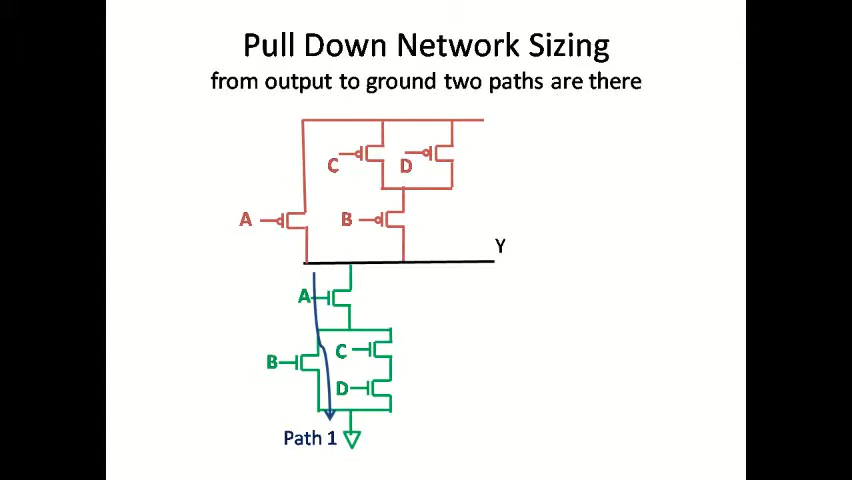 Pull Down Network Sizing
from output to ground two paths are there
C
D
A
B
Y
A
B
C
D
Path 1